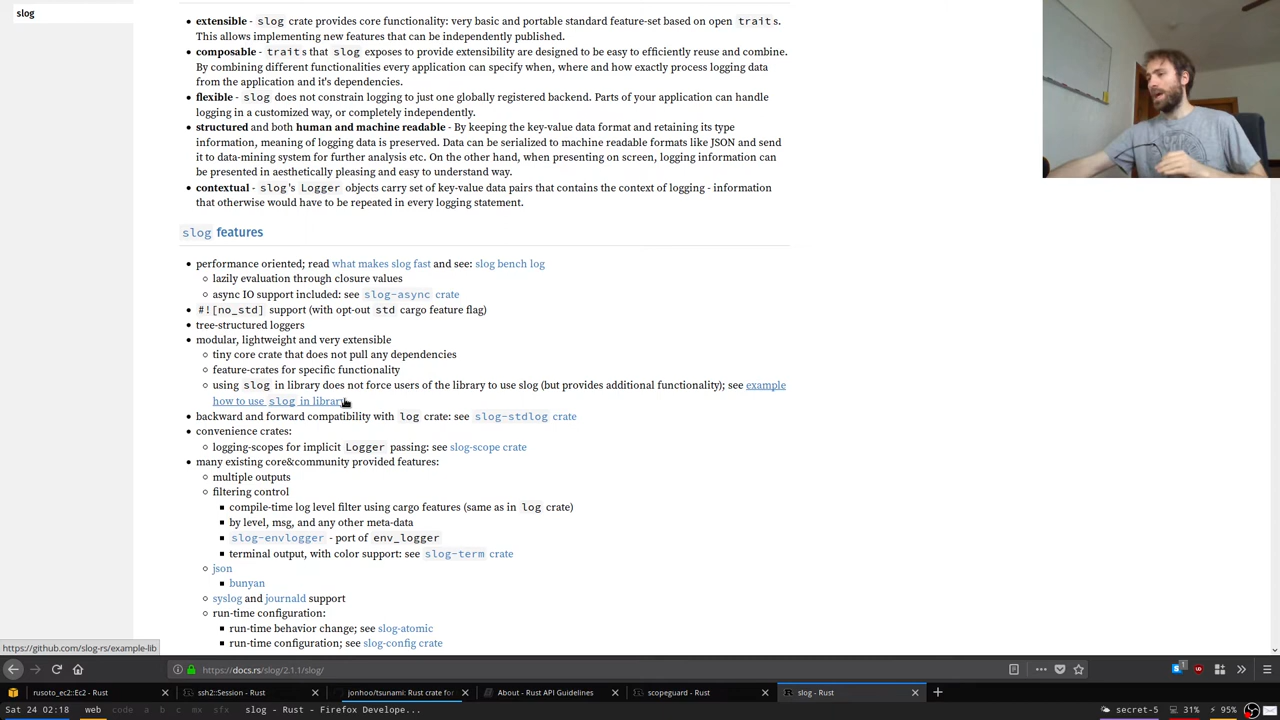 slog
extensible - slog crate provides core functionality: very basic and portable standard feature-set based on open trait s.
This allows implementing new features that can be independently published.
composable - trait s that slog exposes to provide extensibility are designed to be easy to efficiently reuse and combine.
By combining different functionalities every application can specify when, where and how exactly process logging data
from the application and it's dependencies.
flexible - slog does not constrain logging to just one globally registered backend. Parts of your application can handle
logging in a customized way, or completely independently.
structured and both human and machine readable - By keeping the key-value data format and retaining its type
information, meaning of logging data is preserved. Data can be serialized to machine readable formats like JSON and send
it to data-mining system for further analysis etc. On the other hand, when presenting on screen, logging information can
be presented in aesthetically pleasing and easy to understand way.
contextual - slog's Logger objects carry set of key-value data pairs that contains the context of logging - information
that otherwise would have to be repeated in every logging statement.
slog features
performance oriented; read what makes slog fast and see: slog bench log
lazily evaluation through closure values
async IO support included: see slog-async crate
#![no_std] support (with opt-out std cargo feature flag)
tree-structured loggers
modular, lightweight and very extensible
tiny core crate that does not pull any dependencies
feature-crates for specific functionality
using slog in library does not force users of the library to use slog (but provides additional functionality); see example
how to use slog in library
backward and forward compatibility with log crate: see slog-stdlog crate
convenience crates:
logging-scopes for implicit Logger passing: see slog-scope crate
many existing core&community provided features:
multiple outputs
filtering control
compile-time log level filter using cargo features (same as in log crate)
by level, msg, and any other meta-data
slog-envlogger - port of env_logger
terminal output, with color support: see slog-term crate
json
bunyan
syslog and journald support
run-time configuration:
run-time behavior change; see slog-atomic
run-time configuration; see slog-config crate
https://github.com/slog-rs/example-lib
https://docs.rs/slog/2.1.1/slog/
rusoto_ec2::Ec2 - Rust
ssh2::Session - Rust
jonhoo/tsunami: Rust crate for
About - Rust API Guidelines
scopeguard - Rust
slog - Rust
Sat 24 02:18 web code a b c mx sfx slog - Rust - Firefox Develope... secret-5 31% 95%